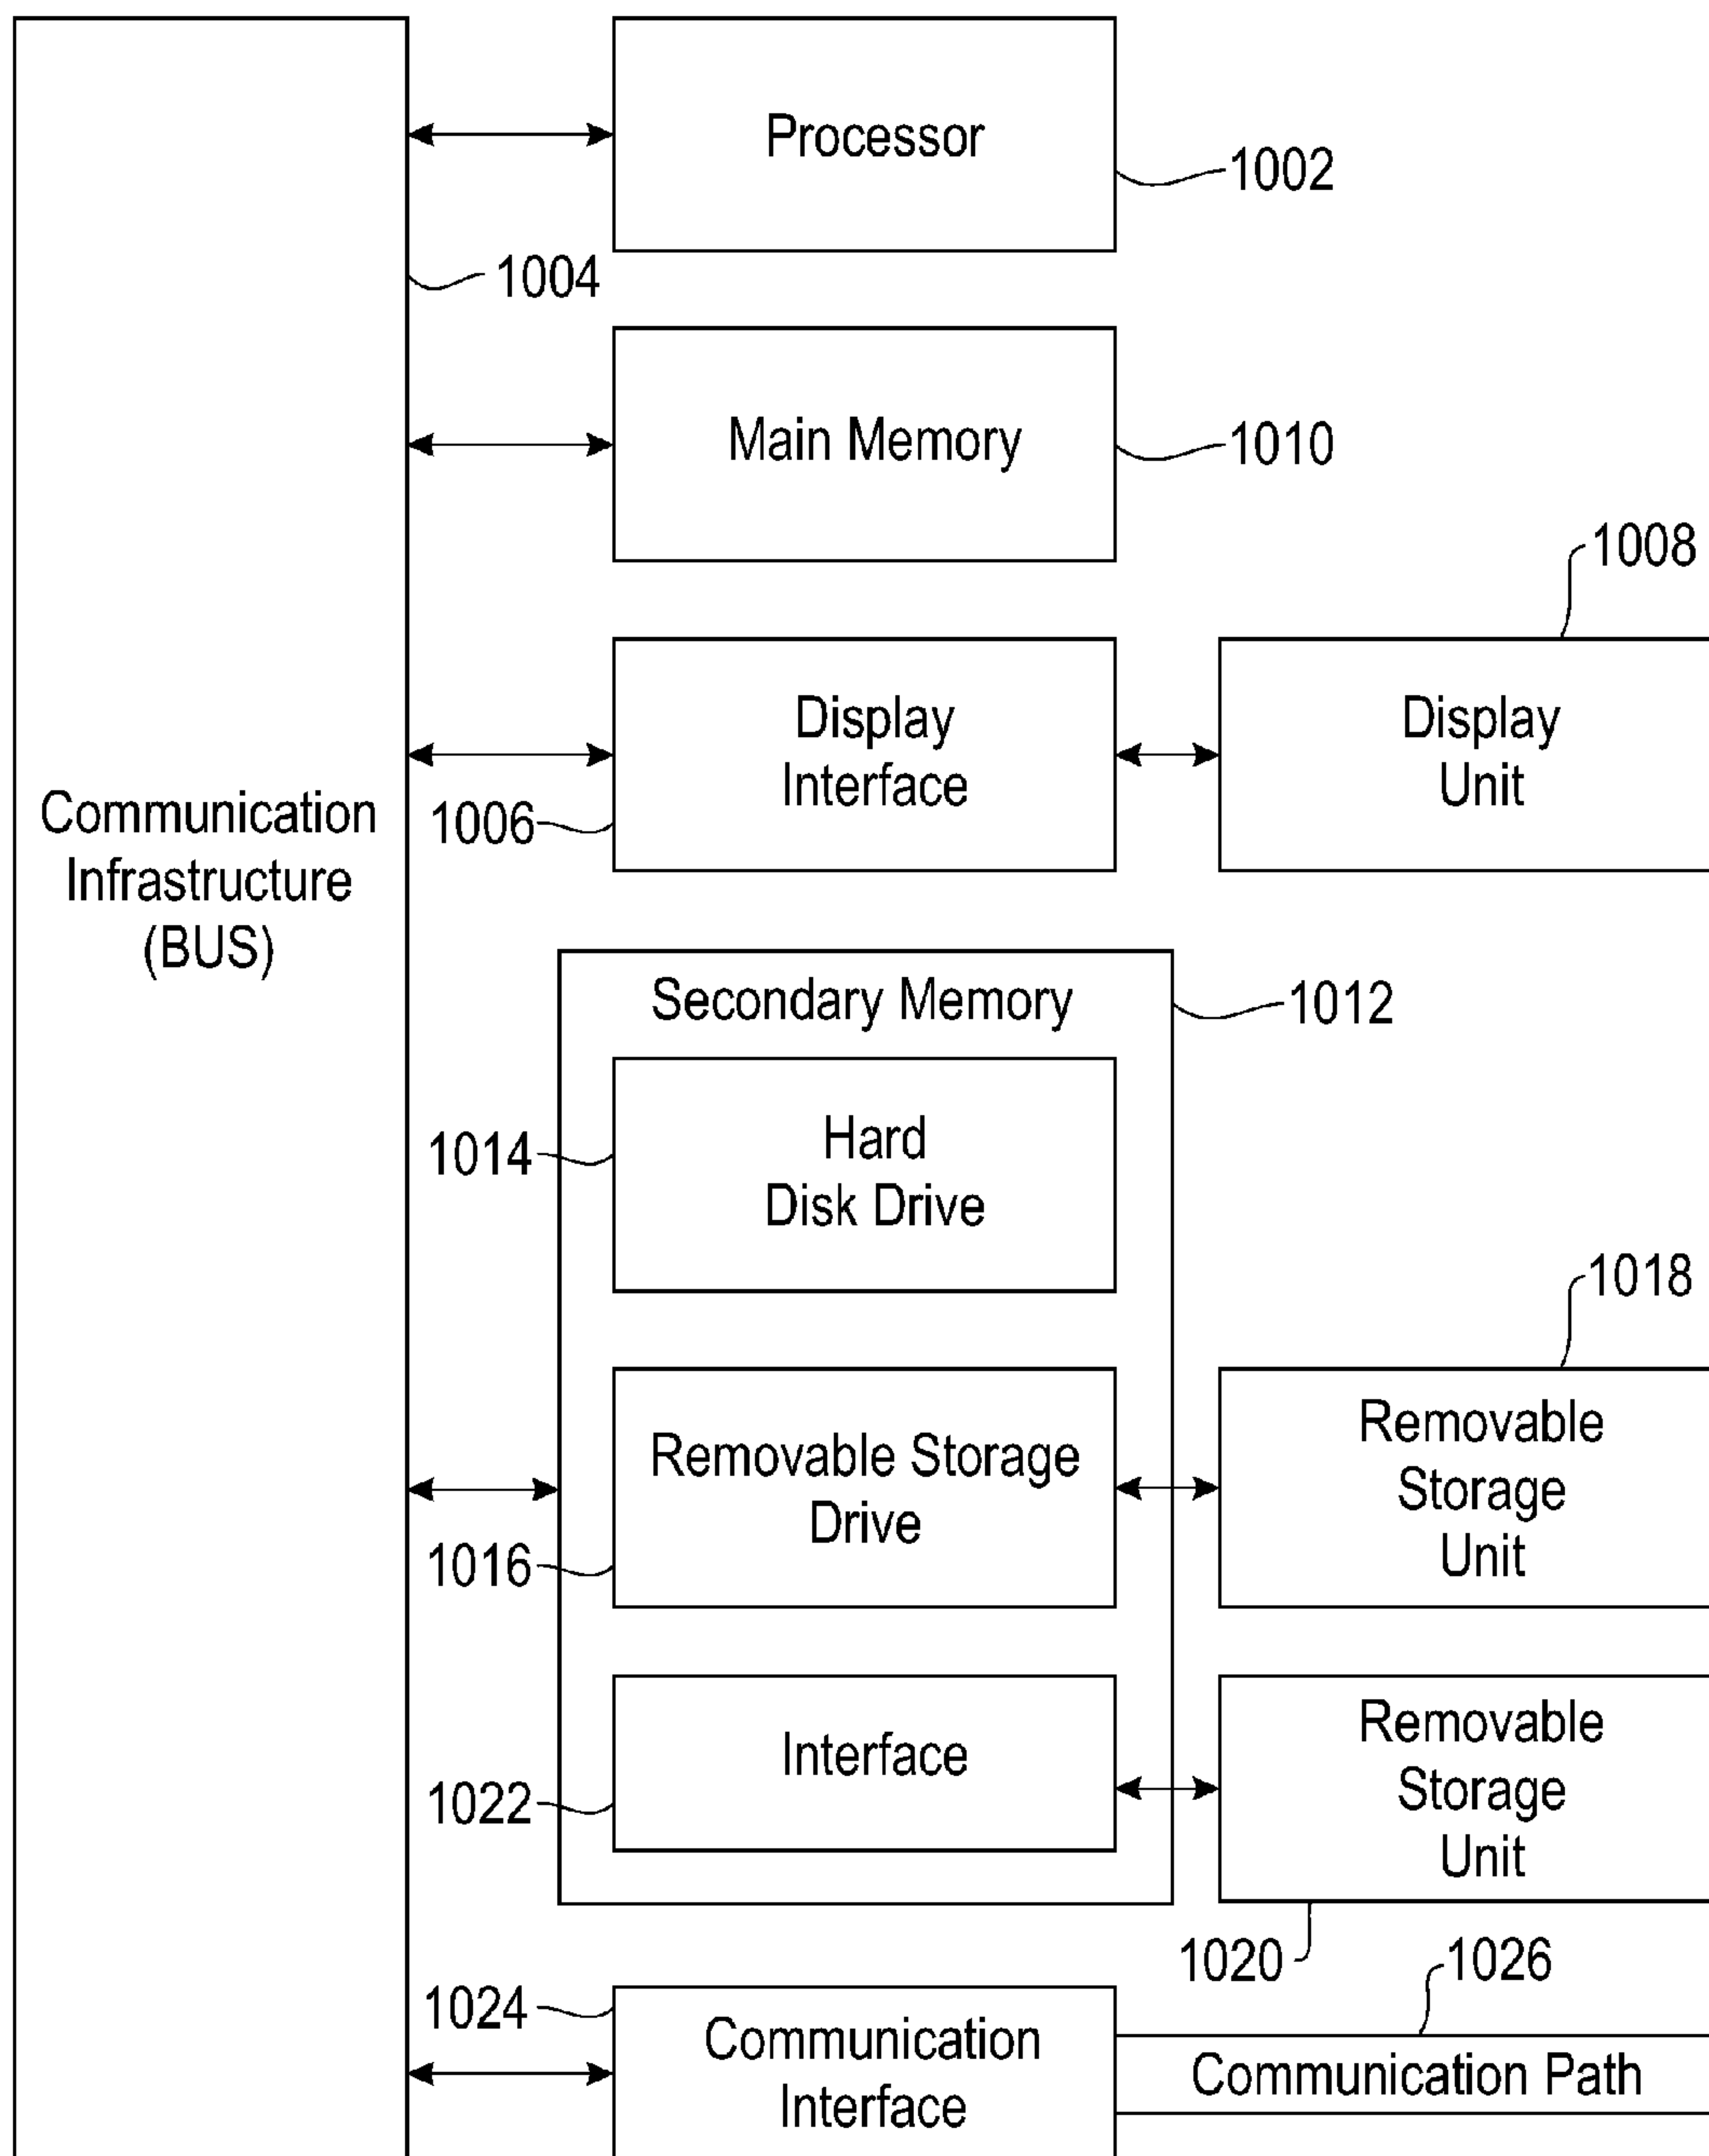 Processor
1002
1004
Main Memory
1010
1008
Display
Interface
1006
Display
Unit
Communication
Infrastructure
(BUS)
Secondary Memory
1012
Hard
Disk Drive
1014
1018
Removable Storage
Drive
1016
Removable
Storage
Unit
Interface
1022
Removable
Storage
Unit
1020
1026
1024
Communication
Interface
Communication Path